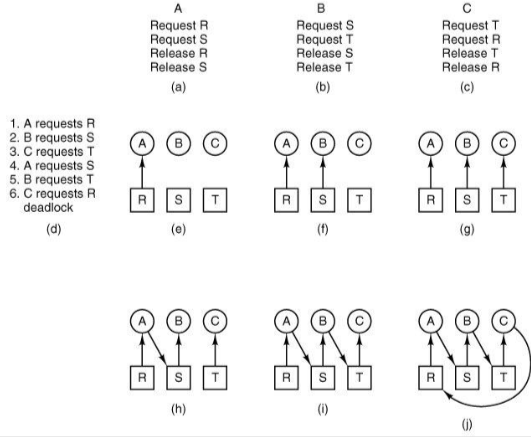 A
Request R
Request S
Release R
Release S
(a)
B
Request S
Request T
Release S
Release T
(b)
C
Request T
Request R
Release T
Release R
(c)
1. A requests R
2. B requests S
3. C requests T
4. A requests S
5. B requests T
6. C requests R
deadlock
(d)
A B C
R S T
(e)
A B C
R S T
(f)
A B C
R S T
(g)
A B C
R S T
(h)
A B C
R S T
(i)
A B C
R S T
(j)